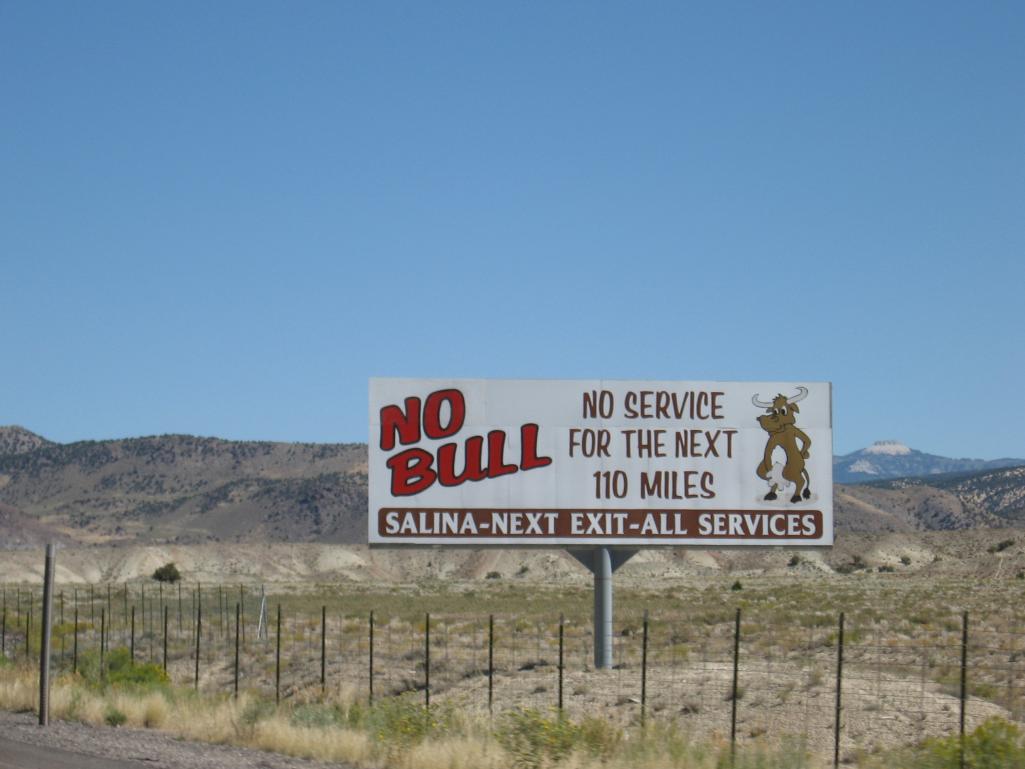 NO
BULL
NO SERVICE
FOR THE NEXT
110 MILES
SALINA-NEXT EXIT-ALL SERVICES